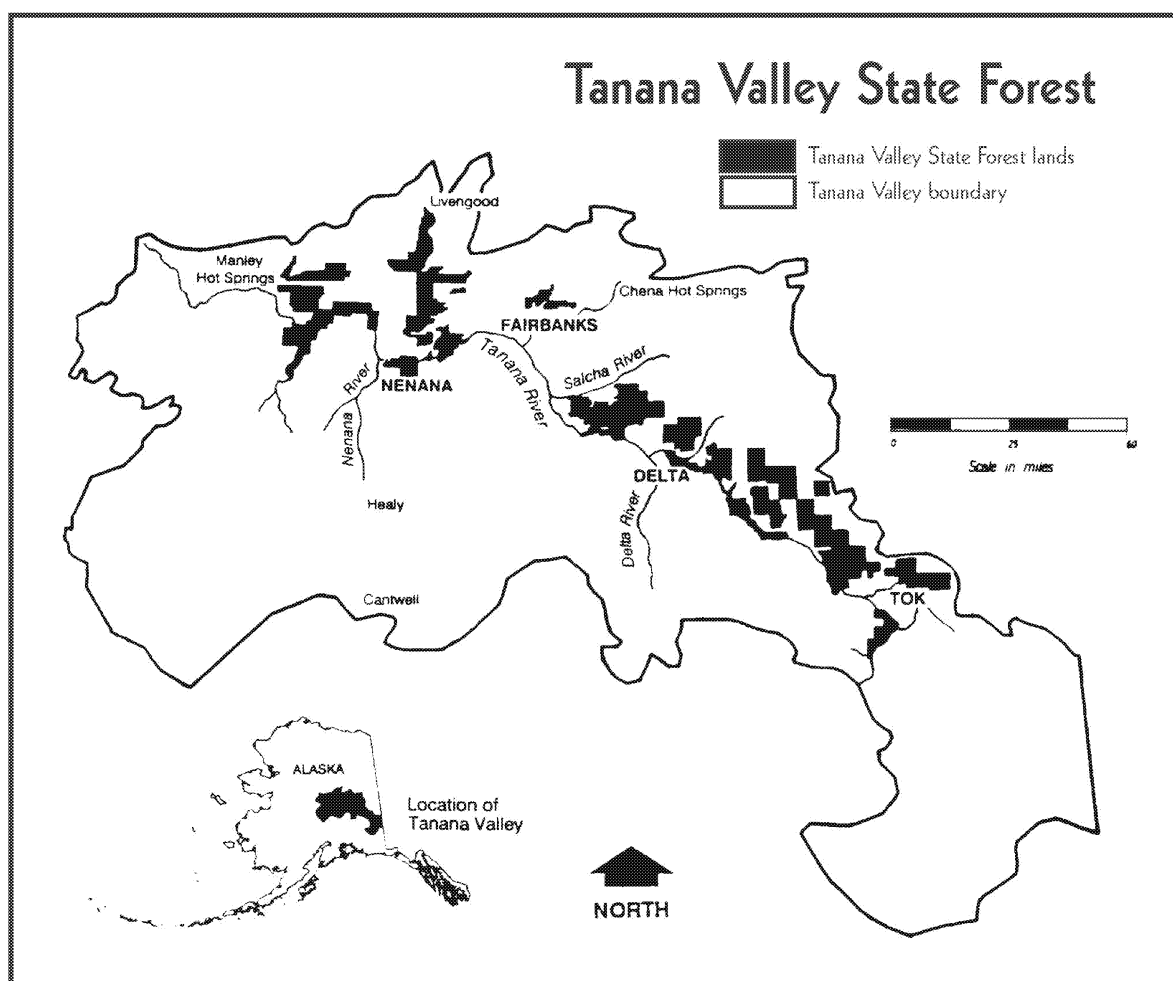 Tanana Valley State Forest
Tanana Valley State Forest lands
Tanana Valley boundary
Livengood
Manley
Hot Springs
Chena Hot Springs
FAIRBANKS
Tanana River
Salcha River
NENANA
Nenana River
0 25 60
Scale in miles
DELTA
Delta River
Healy
Cantwell
TOK
ALASKA
Location of
Tanana Valley
NORTH